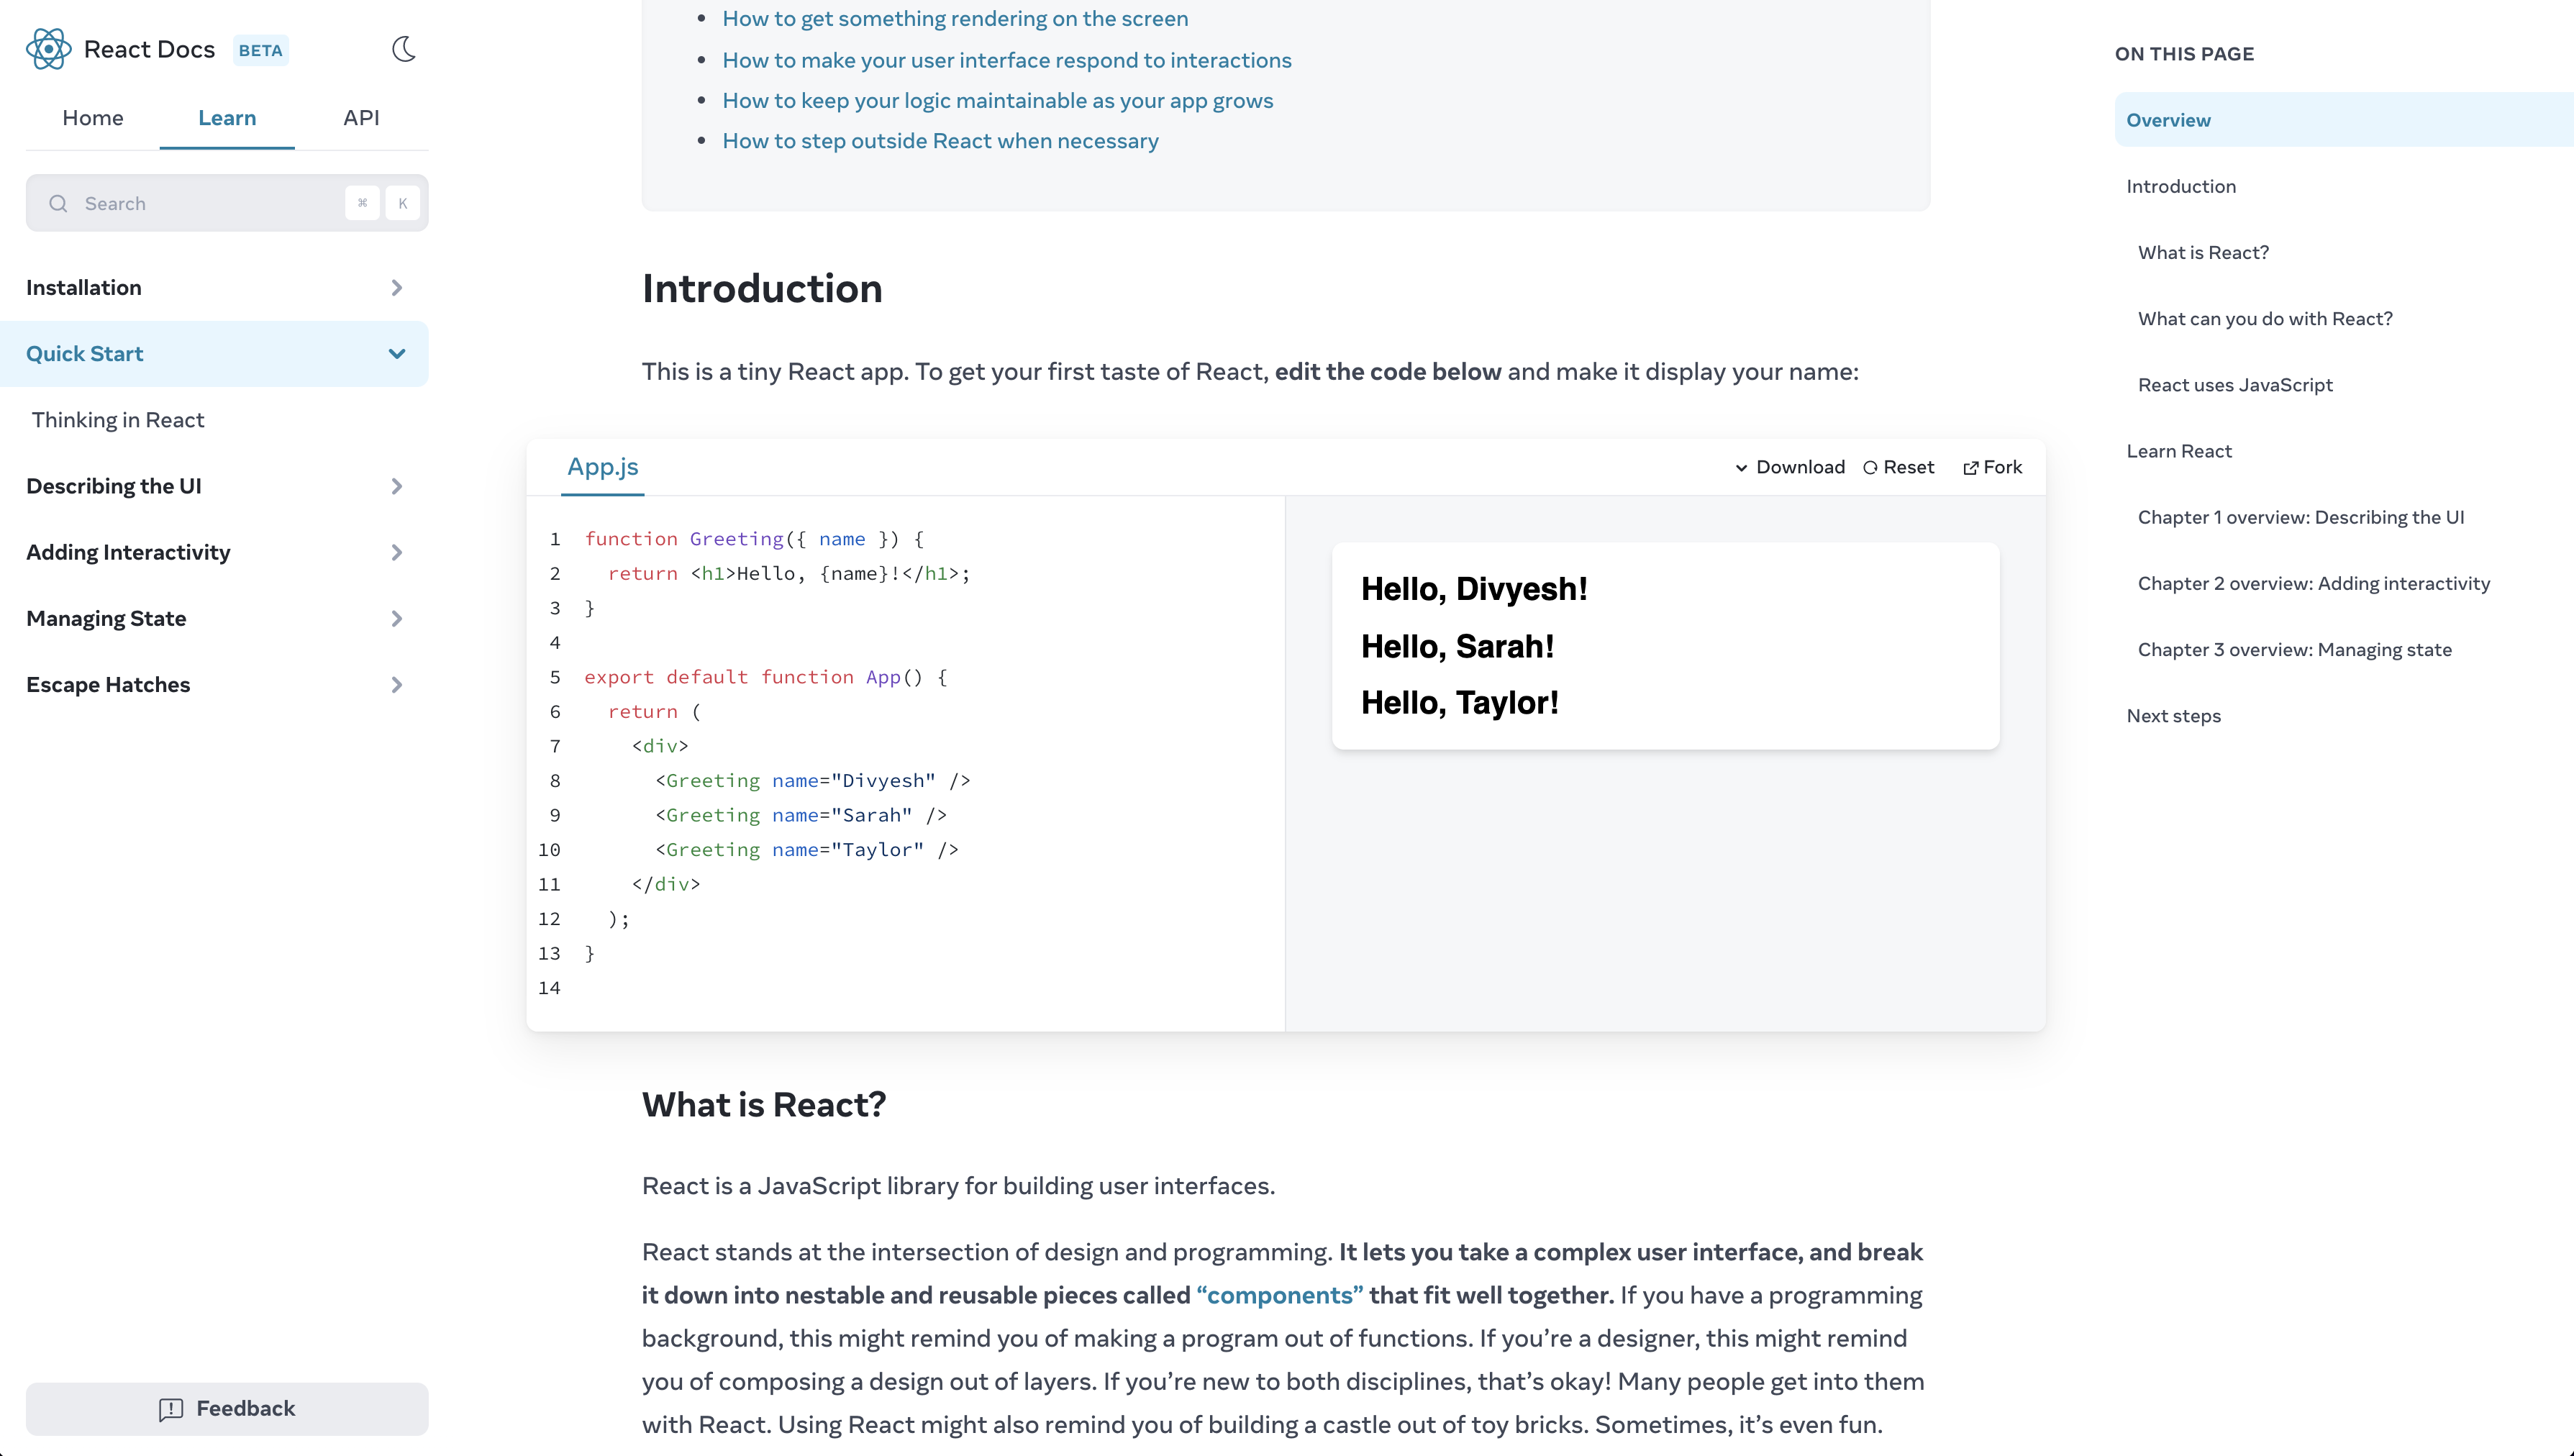 React Docs BETA
Home Learn API
Search ⌘ K
Installation
Quick Start
Thinking in React
Describing the UI
Adding Interactivity
Managing State
Escape Hatches
Feedback
How to get something rendering on the screen
How to make your user interface respond to interactions
How to keep your logic maintainable as your app grows
How to step outside React when necessary
Introduction
This is a tiny React app. To get your first taste of React, edit the code below and make it display your name:
App.js
Download Reset Fork
1 function Greeting({ name }) {
2   return <h1>Hello, {name}!</h1>;
3 }
4
5 export default function App() {
6   return (
7     <div>
8       <Greeting name="Divyesh" />
9       <Greeting name="Sarah" />
10       <Greeting name="Taylor" />
11     </div>
12   );
13 }
14
Hello, Divyesh!
Hello, Sarah!
Hello, Taylor!
What is React?
React is a JavaScript library for building user interfaces.
React stands at the intersection of design and programming. It lets you take a complex user interface, and break
it down into nestable and reusable pieces called “components” that fit well together. If you have a programming
background, this might remind you of making a program out of functions. If you’re a designer, this might remind
you of composing a design out of layers. If you’re new to both disciplines, that’s okay! Many people get into them
with React. Using React might also remind you of building a castle out of toy bricks. Sometimes, it’s even fun.
ON THIS PAGE
Overview
Introduction
What is React?
What can you do with React?
React uses JavaScript
Learn React
Chapter 1 overview: Describing the UI
Chapter 2 overview: Adding interactivity
Chapter 3 overview: Managing state
Next steps